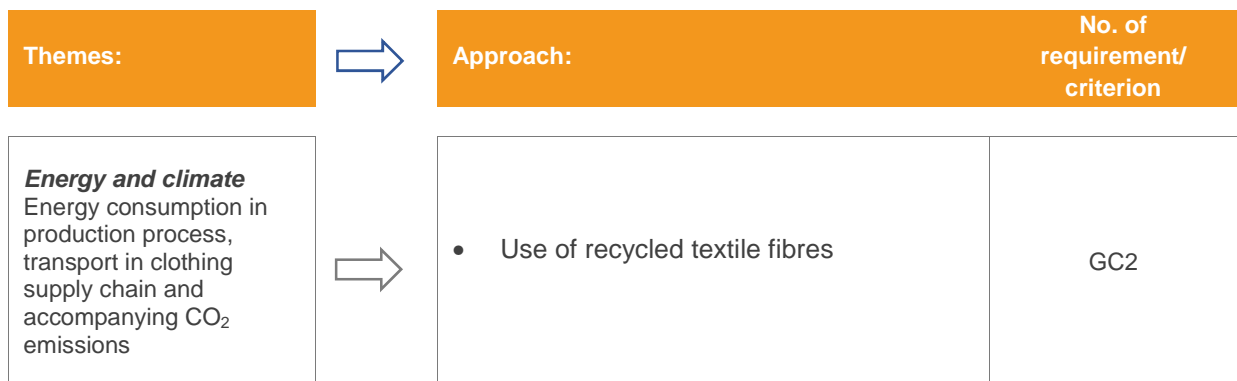 Themes:
Approach:
No. of
requirement/
criterion
Energy and climate
Energy consumption in
production process,
transport in clothing
supply chain and
accompanying CO₂
emissions
• Use of recycled textile fibres
GC2